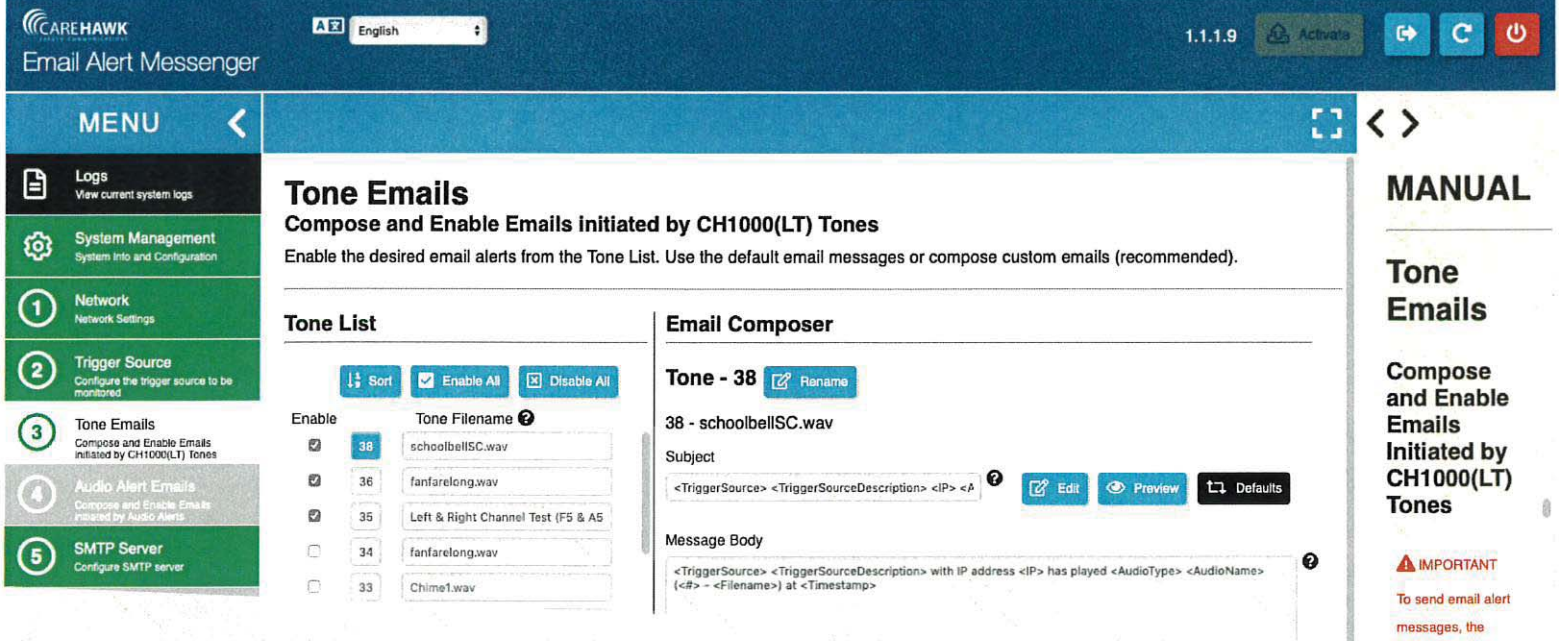 CAREHAWK
Email Alert Messenger
English
1.1.1.9
Activate
MENU
Logs
View current system logs
System Management
System Info and Configuration
1
Network
Network Settings
2
Trigger Source
Configure the trigger source to be
monitored
3
Tone Emails
Compose and Enable Emails
initiated by CH1000(LT) Tones
4
Audio Alert Emails
Compose and Enable Emails
initiated by Audio Alerts
5
SMTP Server
Configure SMTP server
Tone Emails
Compose and Enable Emails initiated by CH1000(LT) Tones
Enable the desired email alerts from the Tone List. Use the default email messages or compose custom emails (recommended).
Tone List
Sort
Enable All
Disable All
Enable
Tone Filename
38 schoolbellSC.wav
36 fanfarelong.wav
35 Left & Right Channel Test (F5 & A5
34 fanfarelong.wav
33 Chime1.wav
Email Composer
Tone - 38
Rename
38 - schoolbellSC.wav
Subject
<TriggerSource> <TriggerSourceDescription> <IP> <A
Edit
Preview
Defaults
Message Body
<TriggerSource> <TriggerSourceDescription> with IP address <IP> has played <AudioType> <AudioName>
(<#> - <Filename>) at <Timestamp>
MANUAL
Tone
Emails
Compose
and Enable
Emails
Initiated by
CH1000(LT)
Tones
IMPORTANT
To send email alert
messages, the